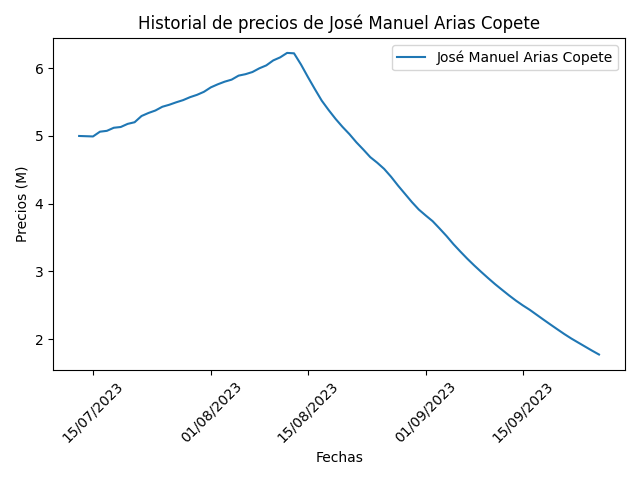 Historial de precios de José Manuel Arias Copete
José Manuel Arias Copete
6
5
4
3
2
Precios (M)
15/07/2023
01/08/2023
15/08/2023
01/09/2023
15/09/2023
Fechas